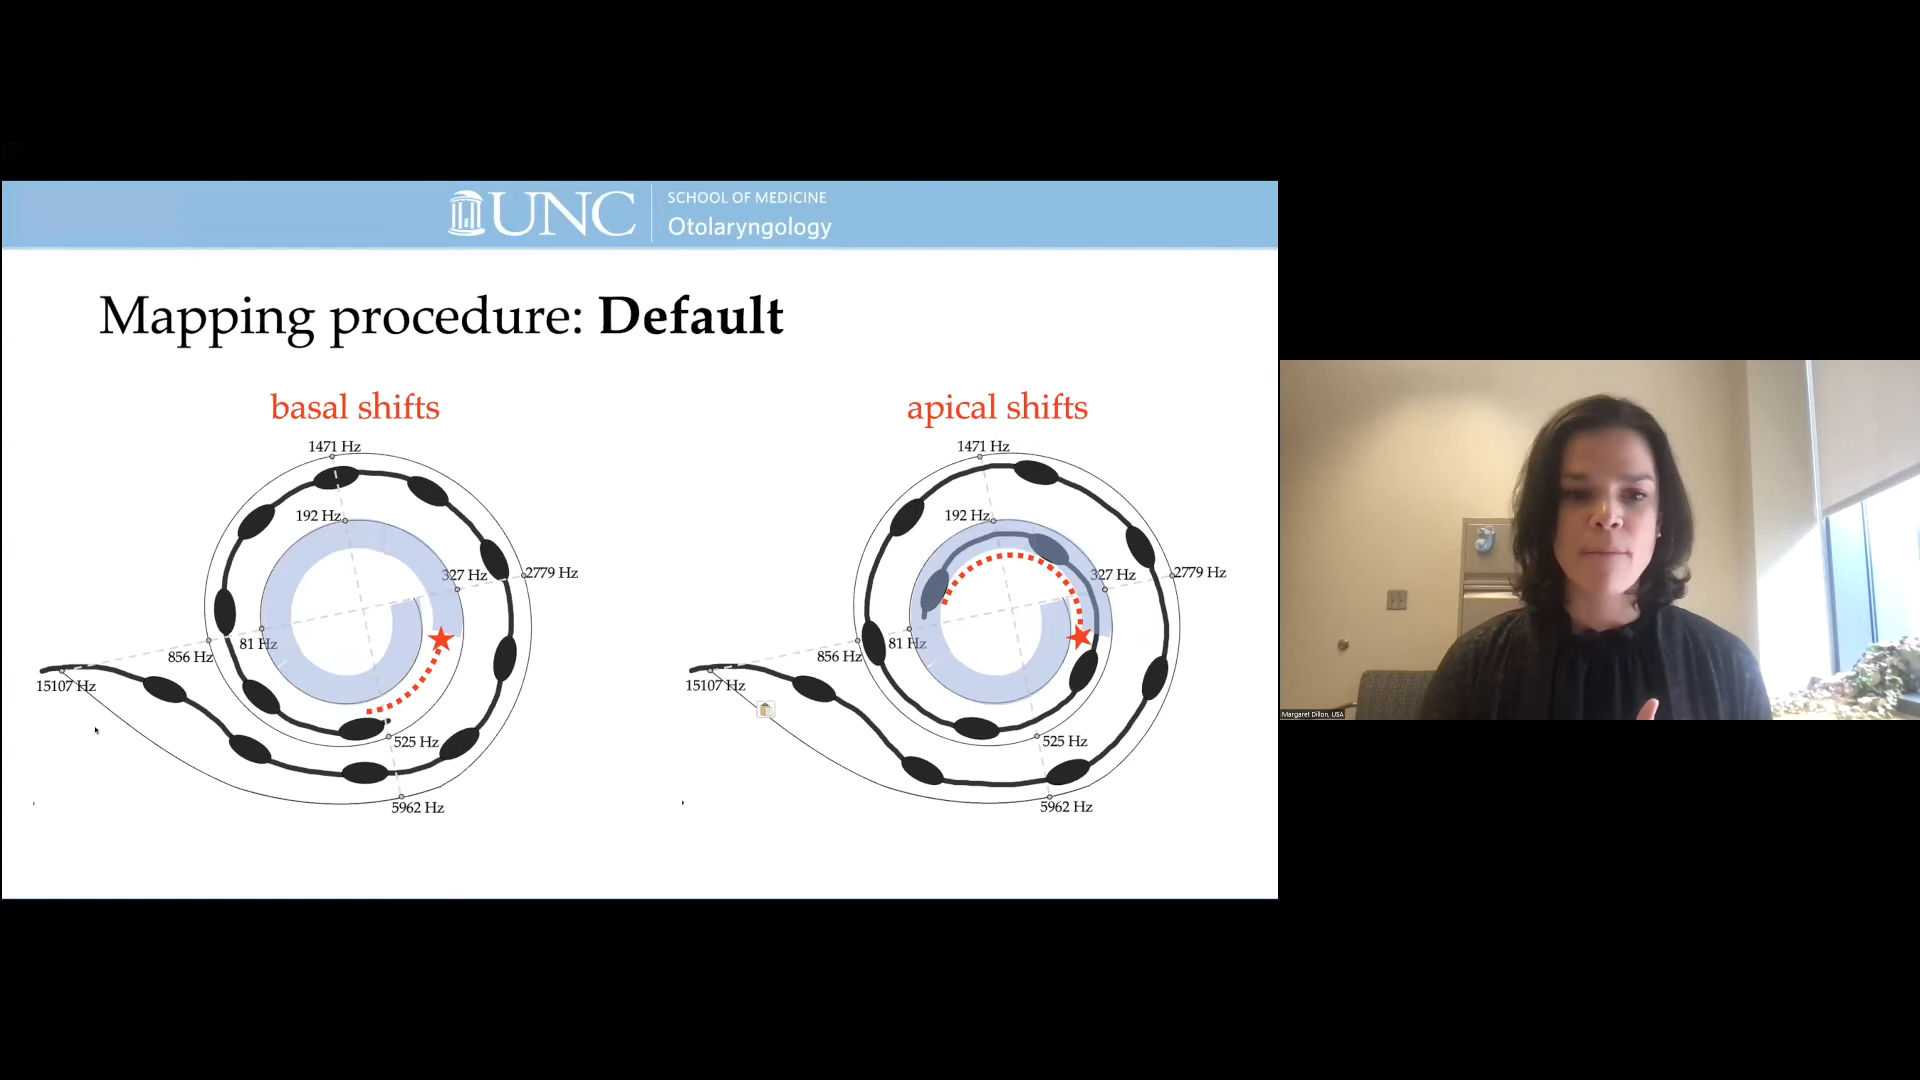 UNC
SCHOOL OF MEDICINE
Otolaryngology
Mapping procedure: Default
basal shifts
1471 Hz
192 Hz
327 Hz
2779 Hz
81 Hz
856 Hz
15107 Hz
525 Hz
5962 Hz
apical shifts
1471 Hz
192 Hz
327 Hz
2779 Hz
81 Hz
856 Hz
15107 Hz
525 Hz
5962 Hz
Margaret Dillon, USA